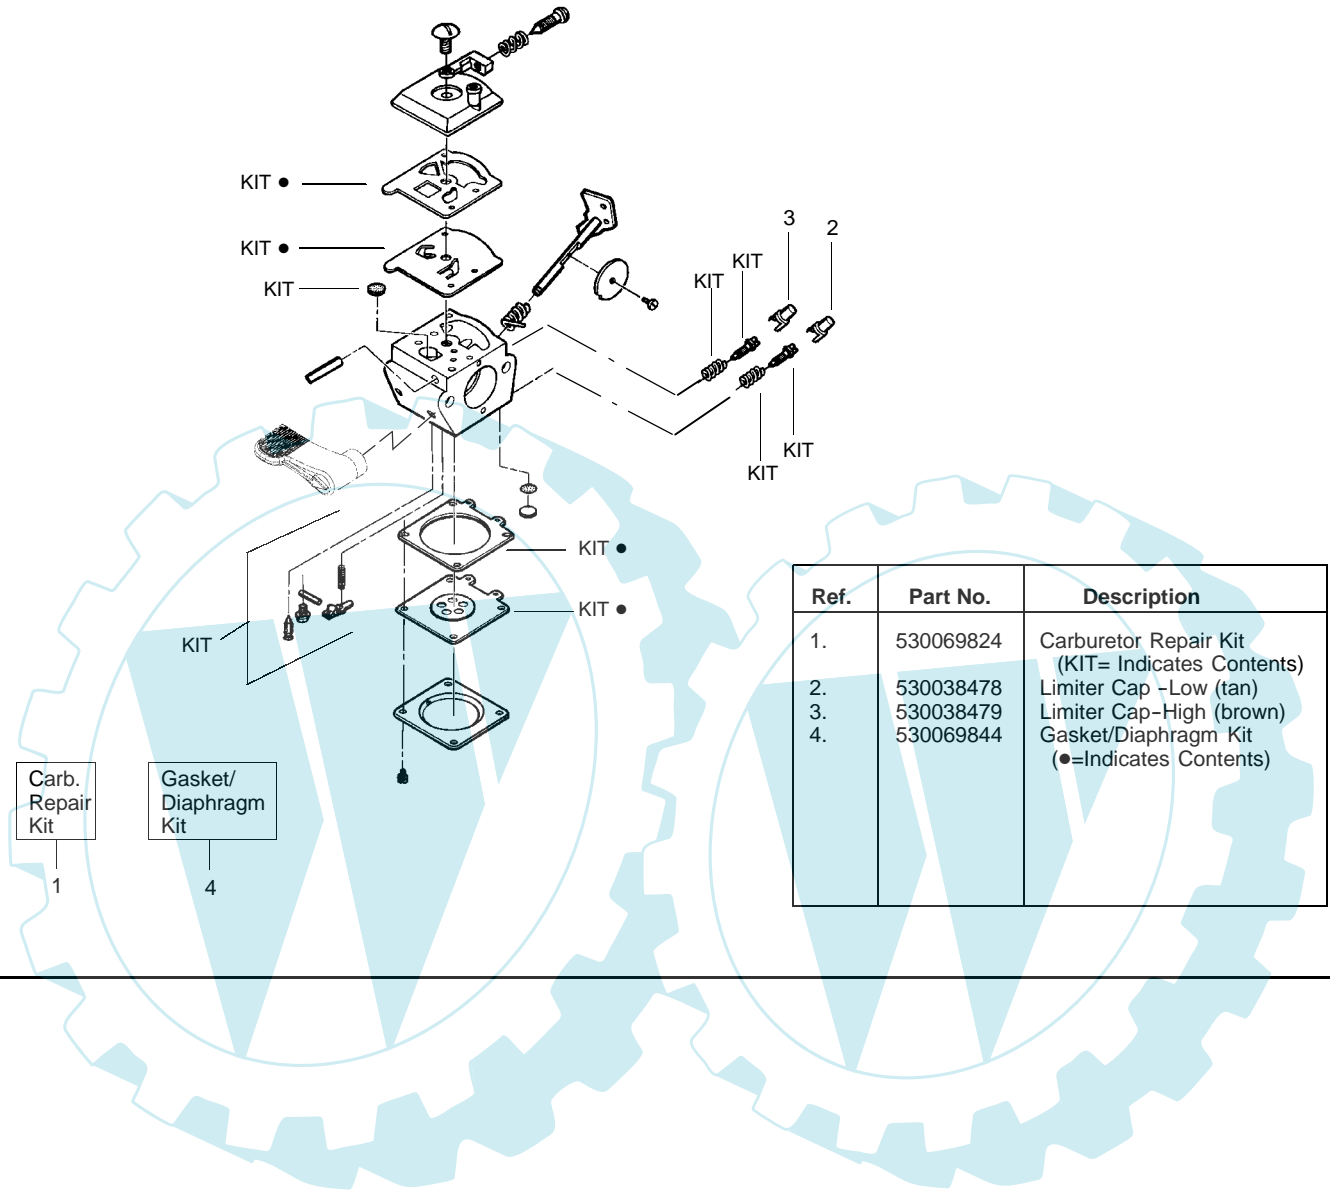 KIT ●
KIT ●
KIT
3
2
KIT
KIT
KIT
KIT
KIT ●
KIT ●
KIT
Carb.
Repair
Kit
1
Gasket/
Diaphragm
Kit
4
Ref. Part No. Description
1. 530069824 Carburetor Repair Kit
(KIT= Indicates Contents)
2. 530038478 Limiter Cap -Low (tan)
3. 530038479 Limiter Cap-High (brown)
4. 530069844 Gasket/Diaphragm Kit
(●=Indicates Contents)